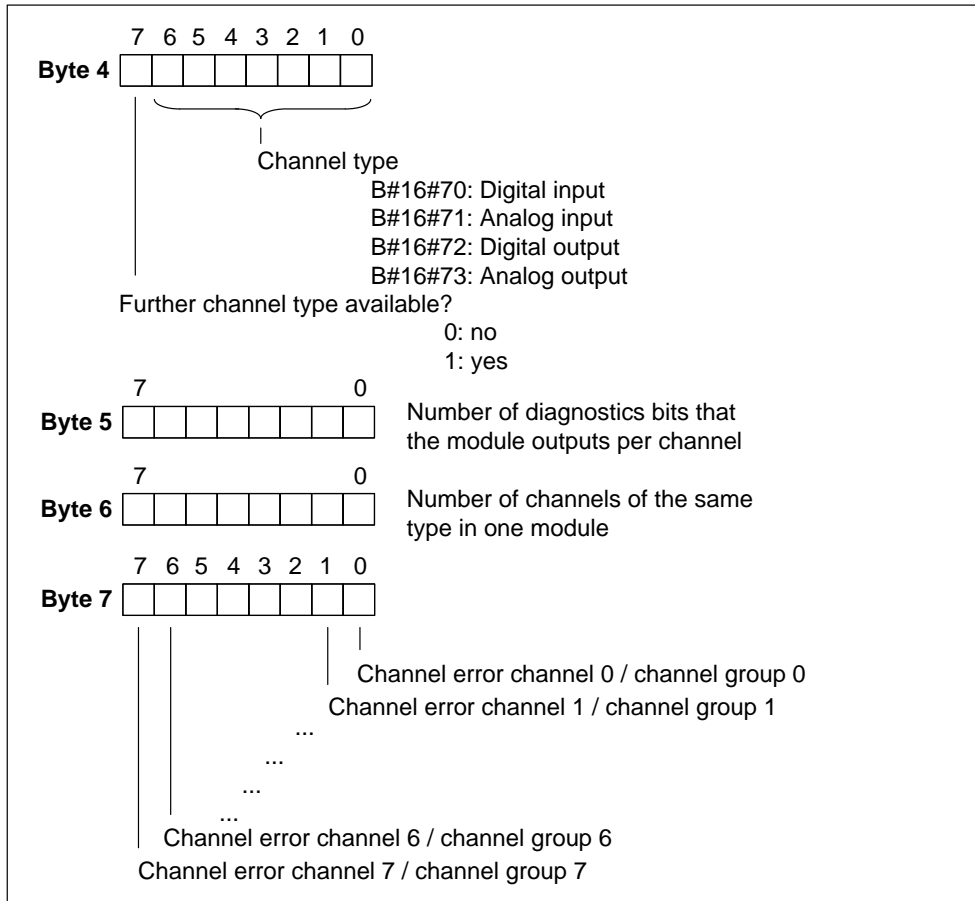 7 6 5 4 3 2 1 0
Byte 4
Channel type
B#16#70: Digital input
B#16#71: Analog input
B#16#72: Digital output
B#16#73: Analog output
Further channel type available?
0: no
1: yes
7 0
Byte 5
Number of diagnostics bits that
the module outputs per channel
7 0
Byte 6
Number of channels of the same
type in one module
7 6 5 4 3 2 1 0
Byte 7
Channel error channel 0 / channel group 0
Channel error channel 1 / channel group 1
...
...
...
...
Channel error channel 6 / channel group 6
Channel error channel 7 / channel group 7